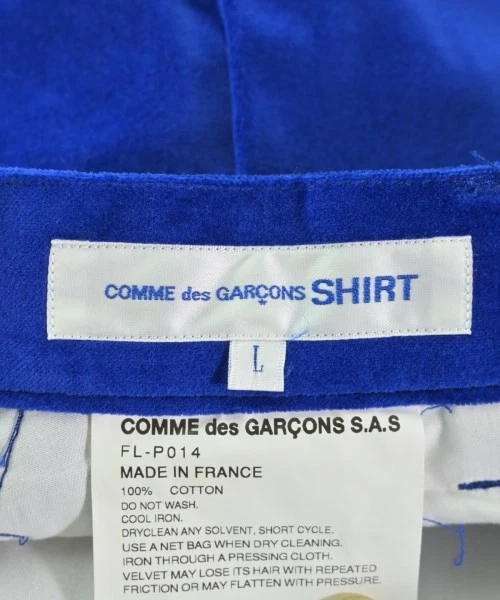 COMME des GARÇONS SHIRT
L
COMME des GARÇONS S.A.S
FL-P014
MADE IN FRANCE
100% COTTON
DO NOT WASH.
COOL IRON.
DRYCLEAN ANY SOLVENT, SHORT CYCLE.
USE A NET BAG WHEN DRY CLEANING.
IRON THROUGH A PRESSING CLOTH.
VELVET MAY LOSE ITS HAIR WITH REPEATED
FRICTION OR MAY FLATTEN WITH PRESSURE.